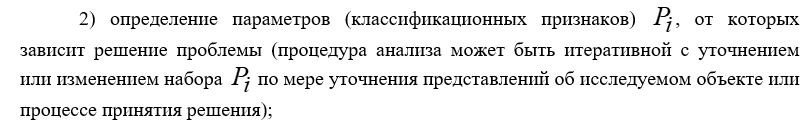 2) определение параметров (классификационных признаков) P_i, от которых
зависит решение проблемы (процедура анализа может быть итеративной с уточнением
или изменением набора P_i по мере уточнения представлений об исследуемом объекте или
процессе принятия решения);